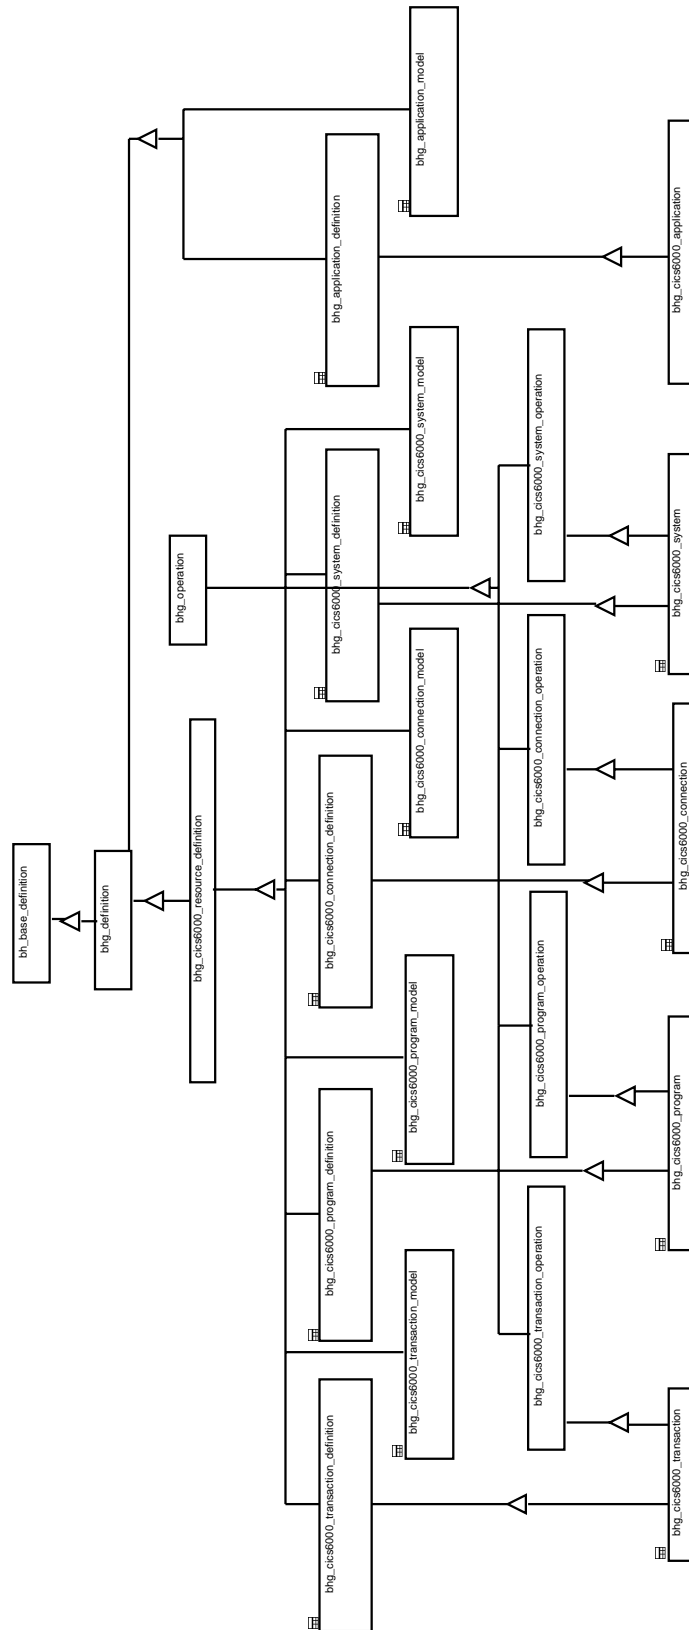 bh_base_definition
bhg_definition
bhg_operation
bhg_cics6000_resource_definition
bhg_cics6000_transaction_definition
bhg_cics6000_program_definition
bhg_cics6000_connection_definition
bhg_cics6000_system_definition
bhg_application_definition
bhg_cics6000_transaction_model
bhg_cics6000_program_model
bhg_cics6000_connection_model
bhg_cics6000_system_model
bhg_application_model
bhg_cics6000_transaction_operation
bhg_cics6000_program_operation
bhg_cics6000_connection_operation
bhg_cics6000_system_operation
bhg_cics6000_transaction
bhg_cics6000_program
bhg_cics6000_connection
bhg_cics6000_system
bhg_cics6000_application